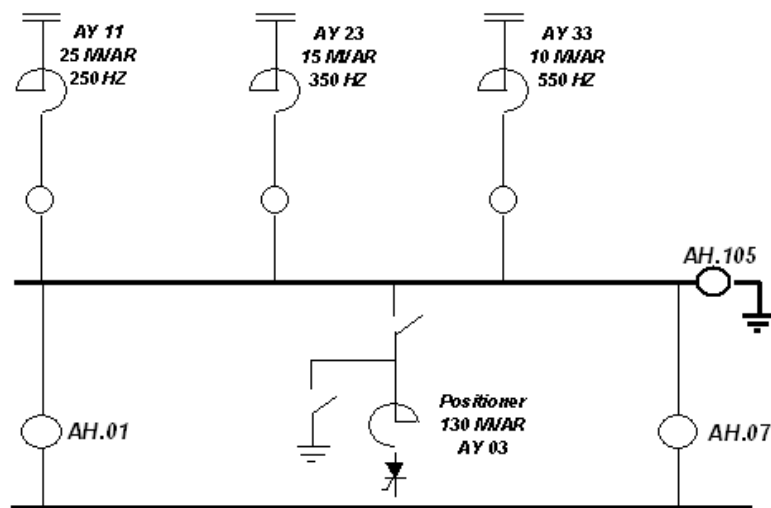 AY 11
25 MVAR
250 HZ
AY 23
15 MVAR
350 HZ
AY 33
10 MVAR
550 HZ
AH.105
AH.01
Positioner
130 MVAR
AY 03
AH.07